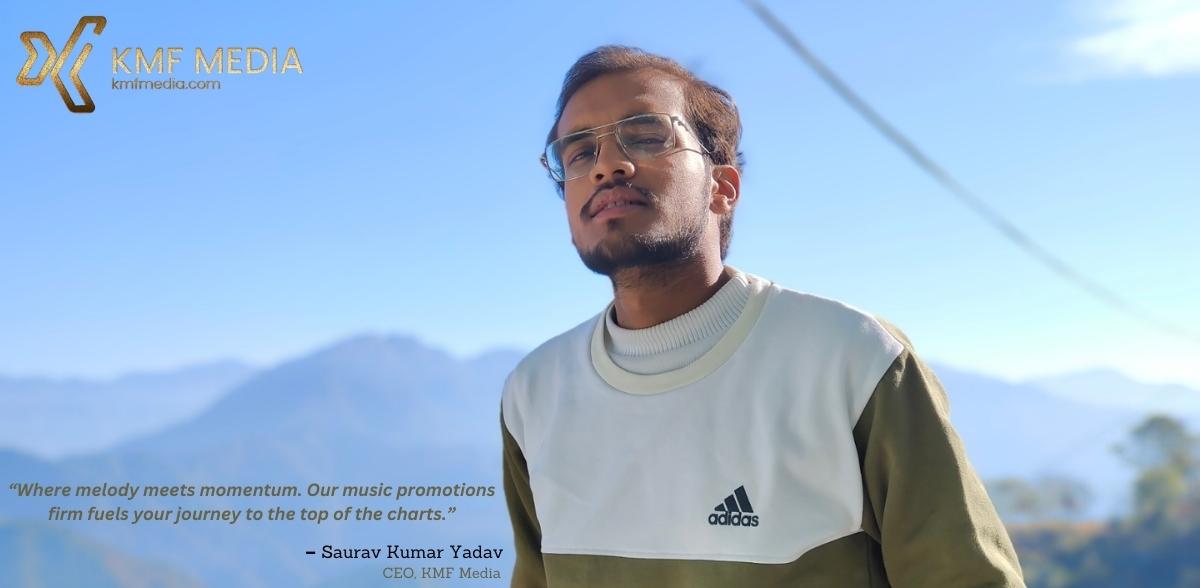 KMF MEDIA
kmfmedia.com
“Where melody meets momentum. Our music promotions
firm fuels your journey to the top of the charts.”
– Saurav Kumar Yadav
CEO, KMF Media
adidas